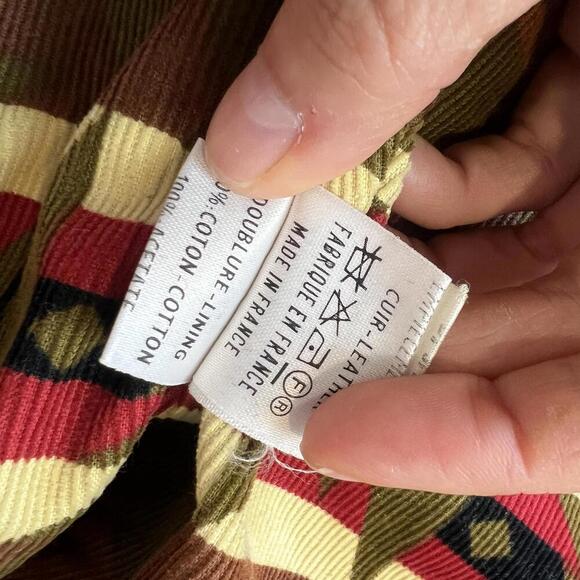 0%:COTON-COTTON
DOUBLURE-LINING
100% ACETATE
CUIR-LEATHER
F
R
FABRIQUE EN FRANCE
MADE IN FRANCE